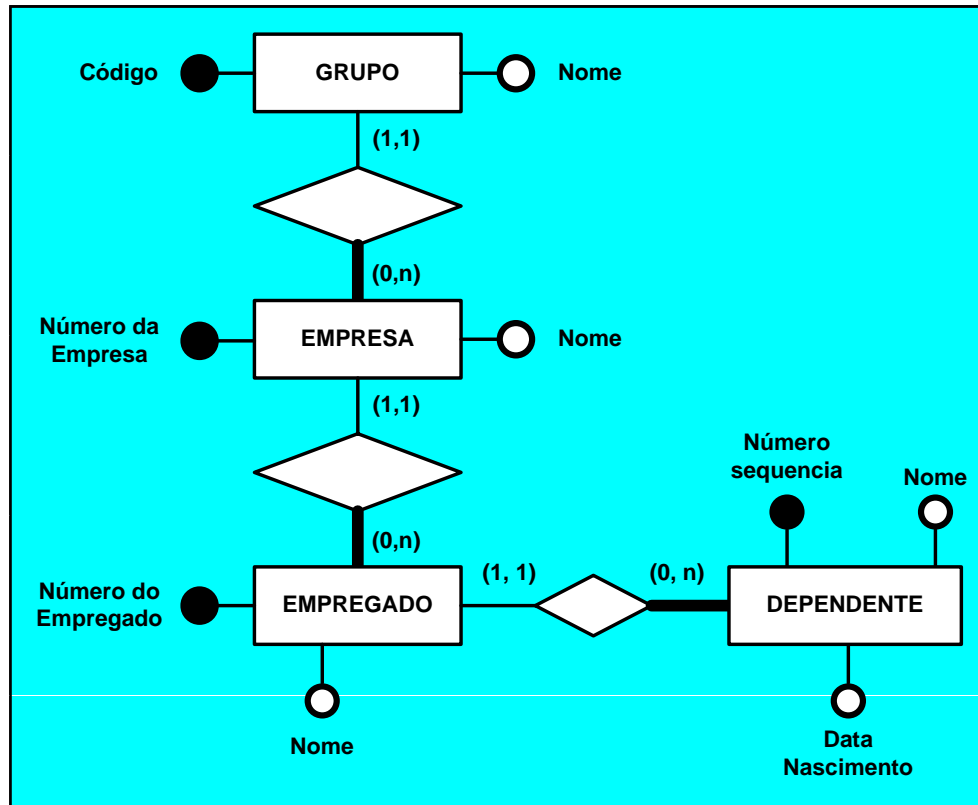 Código
GRUPO
Nome
(1,1)
(0,n)
Número da
Empresa
EMPRESA
Nome
(1,1)
(0,n)
Número do
Empregado
EMPREGADO
Nome
(1, 1)
(0, n)
Número
sequencia
Nome
DEPENDENTE
Data
Nascimento